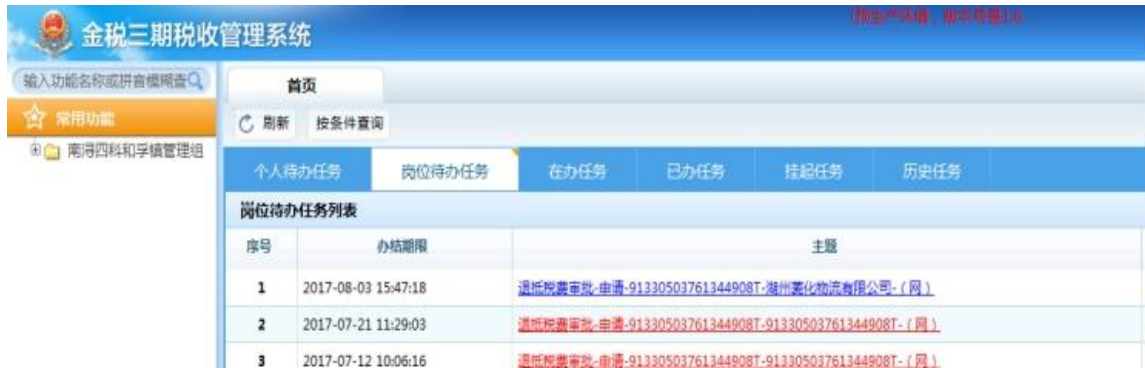 金税三期税收管理系统
输入功能名称或拼音模糊查
首页
常用功能
刷新 按条件查询
南浔四科和孚镇管理组
个人待办任务 岗位待办任务 在办任务 已办任务 挂起任务 历史任务
岗位待办任务列表
序号 办结期限 主题
1 2017-08-03 15:47:18 退抵税费审批-申请-91330503761344908T-湖州菱化物流有限公司-（网）
2 2017-07-21 11:29:03 退抵税费审批-申请-91330503761344908T-91330503761344908T-（网）
3 2017-07-12 10:06:16 退抵税费审批-申请-91330503761344908T-91330503761344908T-（网）